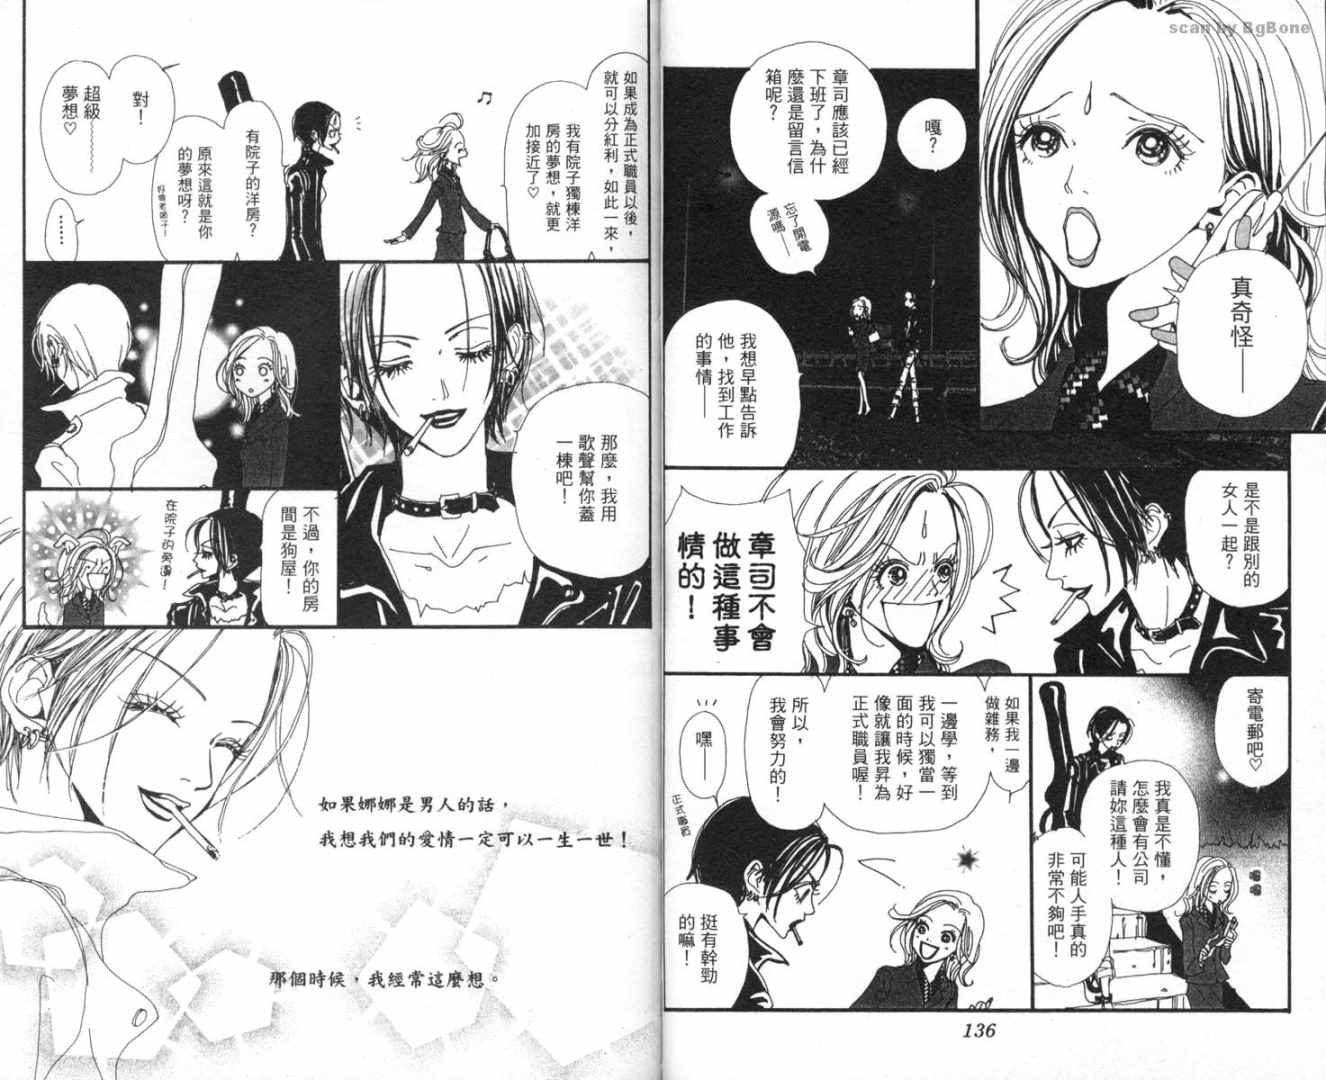 scan by BgBone
真奇怪——
嘎？
章司應該已經
下班了，為什
麼還是留言信
箱呢？
忘了開電
源嗎——
我想早點告訴
他，找到工作
的事情——
是不是跟別的
女人一起？
章司不會
做這種事
情的！
寄電郵吧♡
我真是不懂，
怎麼會有公司
請妳這種人！
可能人手真的
非常不夠吧！
嗯
嗯
如果我一邊
做雜務，
一邊學，等到
我可以獨當一
面的時候，好
像就讓我昇為
正式職員喔！
所以，
我會努力的！
嘿——
正式職員
挺有幹勁
的嘛！
136
如果成為正式職員以後，
就可以分紅利，如此一來，
我有院子獨棟洋
房的夢想，就更
加接近了♡
♫
有院子的洋房？
原來這就是你
的夢想呀？
對！
超級~~~~
夢想♡
……
那麼，我用
歌聲幫你蓋
一棟吧！
不過，你的房
間是狗屋！
在院子的旁邊！
如果娜娜是男人的話，
我想我們的愛情一定可以一生一世！
那個時候，我經常這麼想。